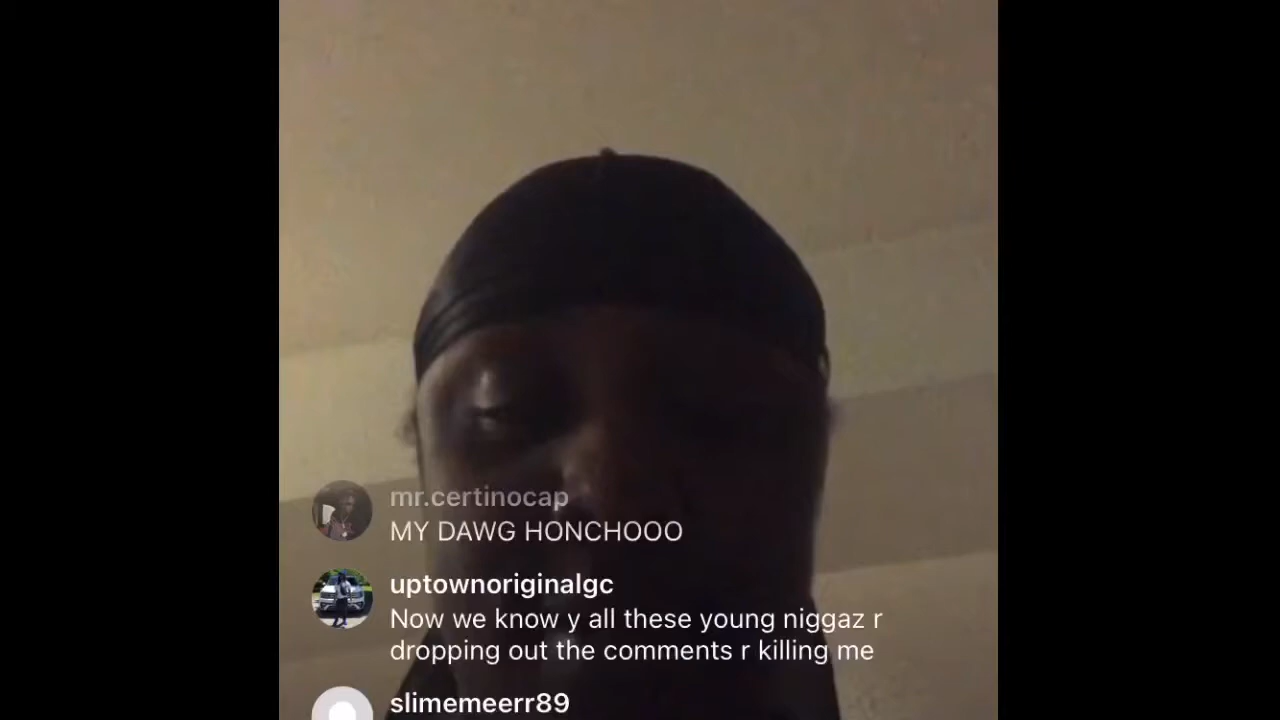 mr.certinocap
MY DAWG HONCHOOO
uptownoriginalgc
Now we know y all these young niggaz r
dropping out the comments r killing me
slimemeerr89